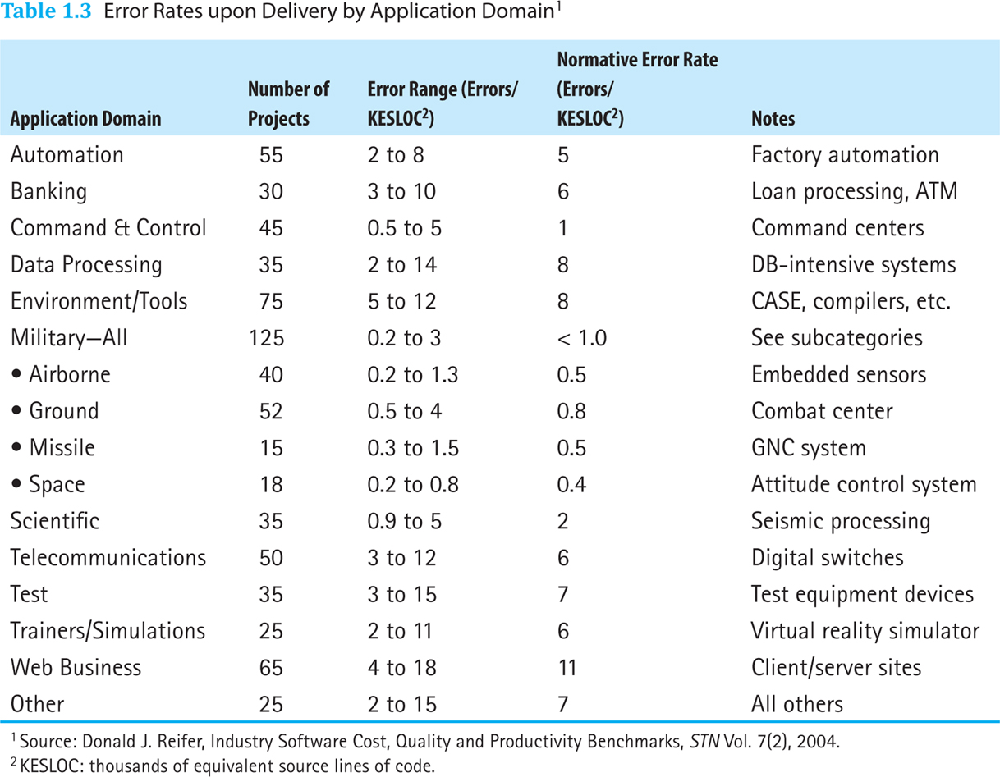 Table 1.3 Error Rates upon Delivery by Application Domain¹
Application Domain Number of Projects Error Range (Errors/ KESLOC²) Normative Error Rate (Errors/ KESLOC²) Notes
Automation 55 2 to 8 5 Factory automation
Banking 30 3 to 10 6 Loan processing, ATM
Command & Control 45 0.5 to 5 1 Command centers
Data Processing 35 2 to 14 8 DB-intensive systems
Environment/Tools 75 5 to 12 8 CASE, compilers, etc.
Military—All 125 0.2 to 3 < 1.0 See subcategories
• Airborne 40 0.2 to 1.3 0.5 Embedded sensors
• Ground 52 0.5 to 4 0.8 Combat center
• Missile 15 0.3 to 1.5 0.5 GNC system
• Space 18 0.2 to 0.8 0.4 Attitude control system
Scientific 35 0.9 to 5 2 Seismic processing
Telecommunications 50 3 to 12 6 Digital switches
Test 35 3 to 15 7 Test equipment devices
Trainers/Simulations 25 2 to 11 6 Virtual reality simulator
Web Business 65 4 to 18 11 Client/server sites
Other 25 2 to 15 7 All others
¹ Source: Donald J. Reifer, Industry Software Cost, Quality and Productivity Benchmarks, STN Vol. 7(2), 2004.
² KESLOC: thousands of equivalent source lines of code.